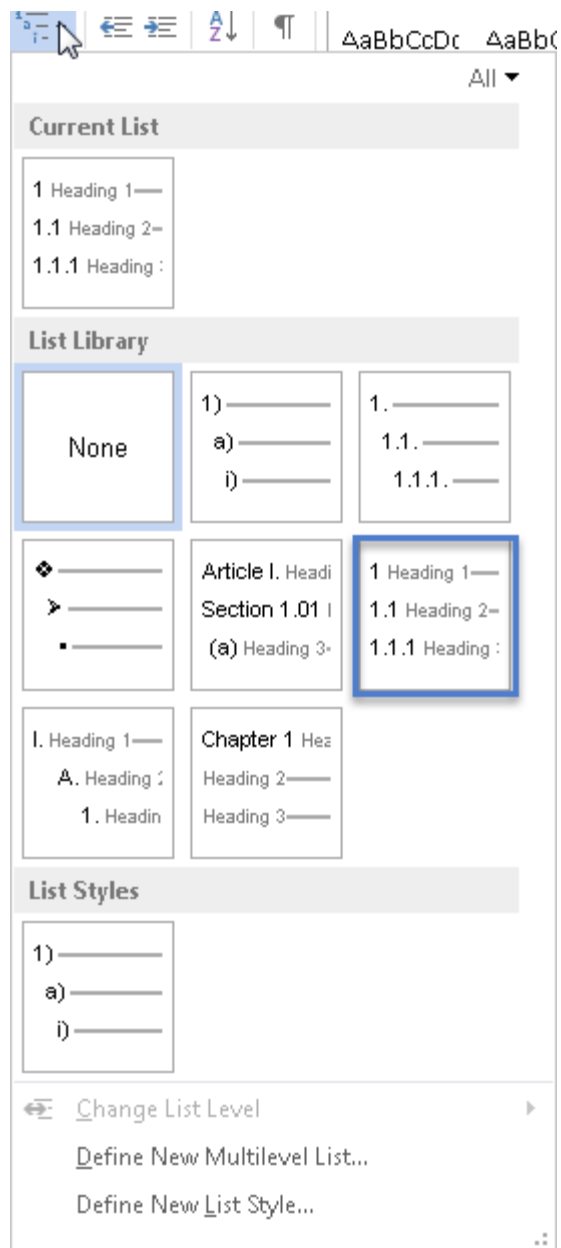 AaBbCcDc AaBb
All
Current List
1 Heading 1
1.1 Heading 2
1.1.1 Heading
List Library
None
1)
a)
i)
1.
1.1.
1.1.1.
Article I. Headi
Section 1.01
(a) Heading 3
1 Heading 1
1.1 Heading 2
1.1.1 Heading
I. Heading 1
A. Heading
1. Headin
Chapter 1 Hea
Heading 2
Heading 3
List Styles
1)
a)
i)
Change List Level
Define New Multilevel List...
Define New List Style...